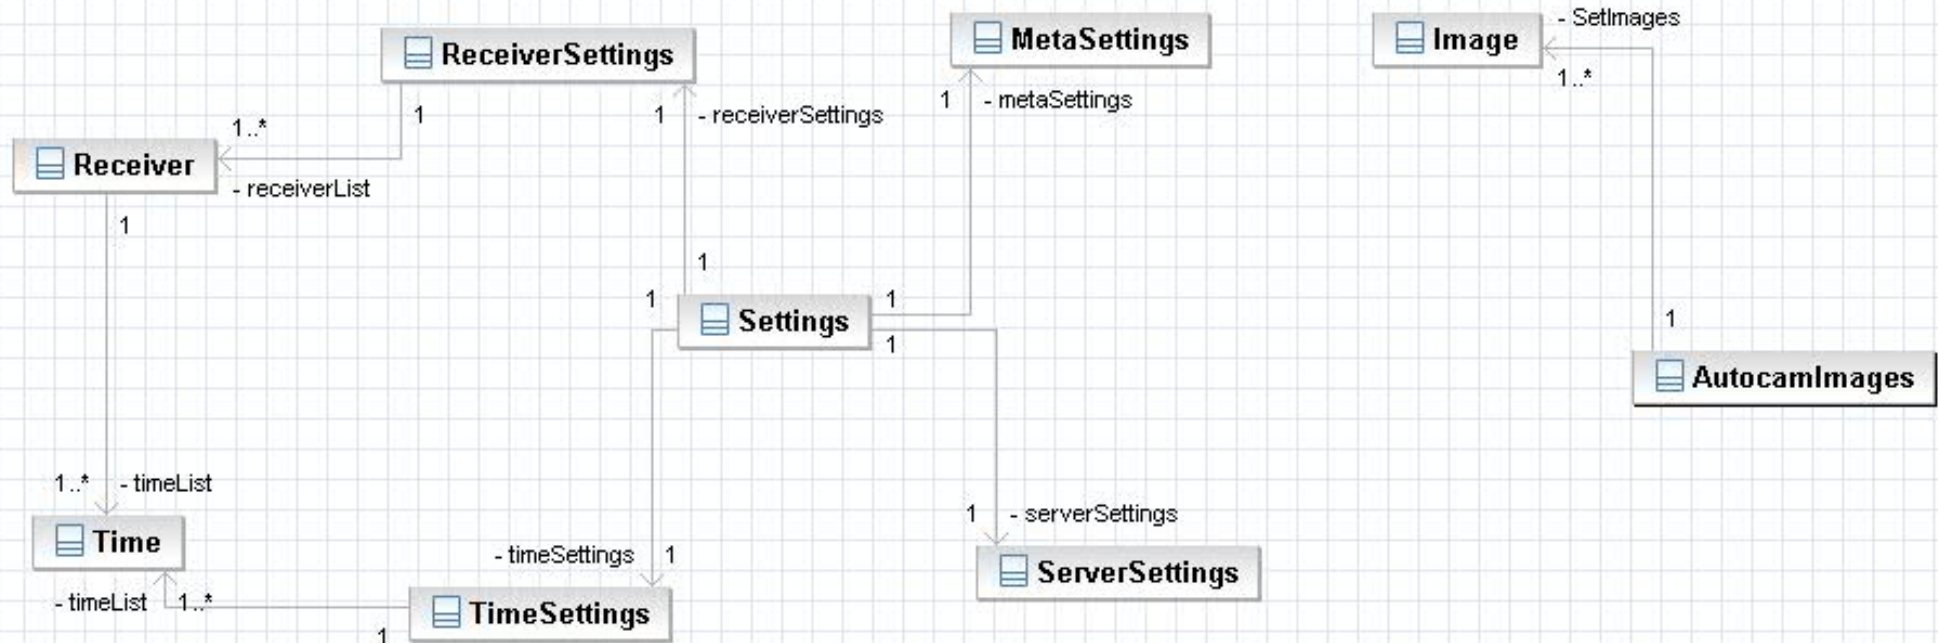 - SetImages
Image
1..*
MetaSettings
1 - metaSettings
ReceiverSettings
1
1 - receiverSettings
1..*
Receiver
- receiverList
1
1
1
1
Settings
1
1
AutocamImages
1..* - timeList
1 - serverSettings
Time
- timeSettings 1
ServerSettings
- timeList 1..*
TimeSettings
1